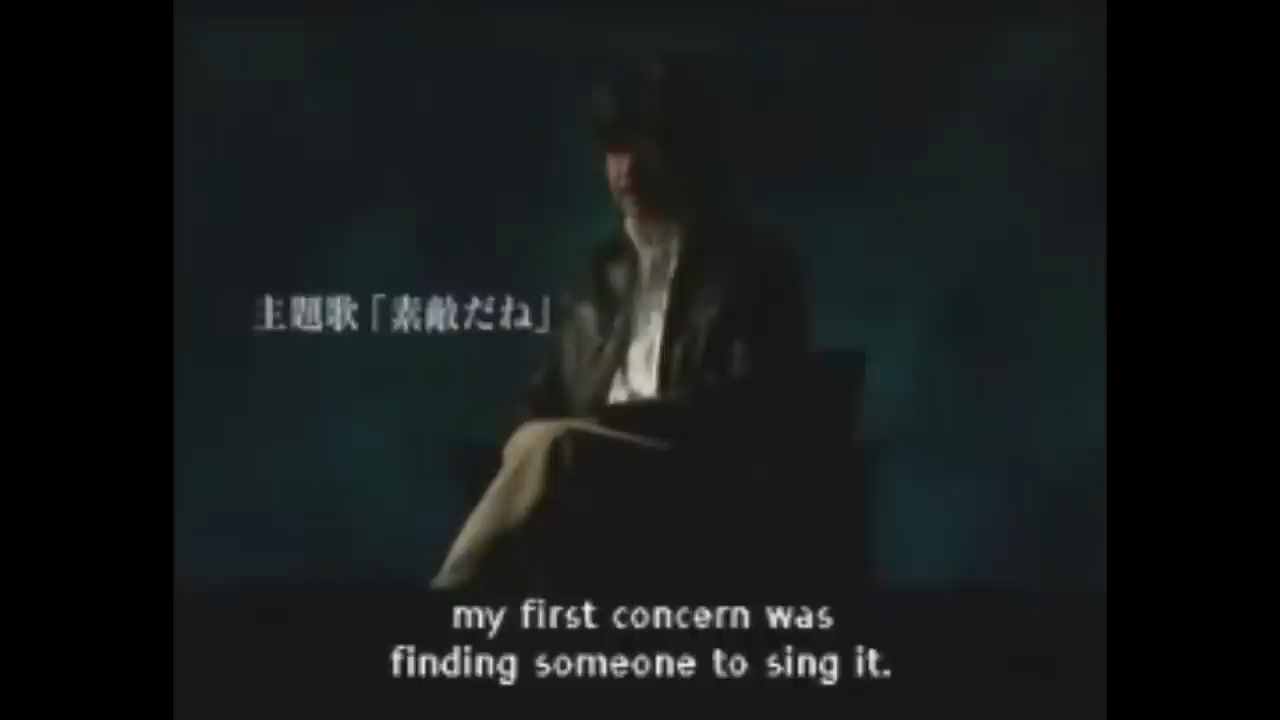 主題歌「素敵だね」
my first concern was
finding someone to sing it.